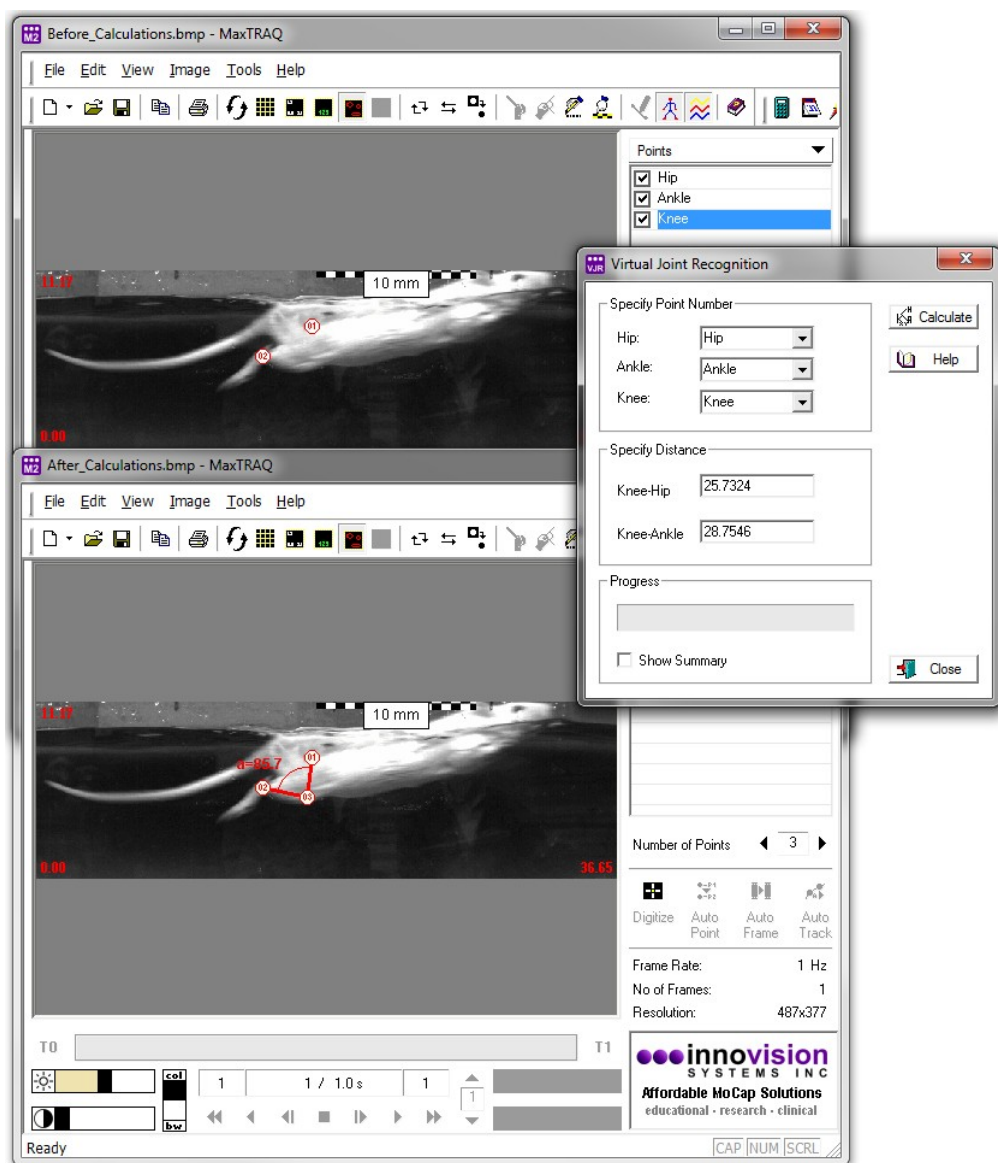 Before_Calculations.bmp - MaxTRAQ
File Edit View Image Tools Help
Points
Hip
Ankle
Knee
11.17
10 mm
01
02
0.00
Virtual Joint Recognition
Specify Point Number
Hip: Hip
Ankle: Ankle
Knee: Knee
Calculate
Help
Specify Distance
Knee-Hip 25.7324
Knee-Ankle 28.7546
Progress
Show Summary
Close
After_Calculations.bmp - MaxTRAQ
File Edit View Image Tools Help
11.17
10 mm
a=85.7
01
02
03
0.00
36.65
Number of Points 3
Digitize Auto Point Auto Frame Auto Track
Frame Rate: 1 Hz
No of Frames: 1
Resolution: 487x377
T0 T1
col
bw
1 1 / 1.0 s 1
1
innovision
SYSTEMS INC
Affordable MoCap Solutions
educational - research - clinical
Ready
CAP NUM SCRL